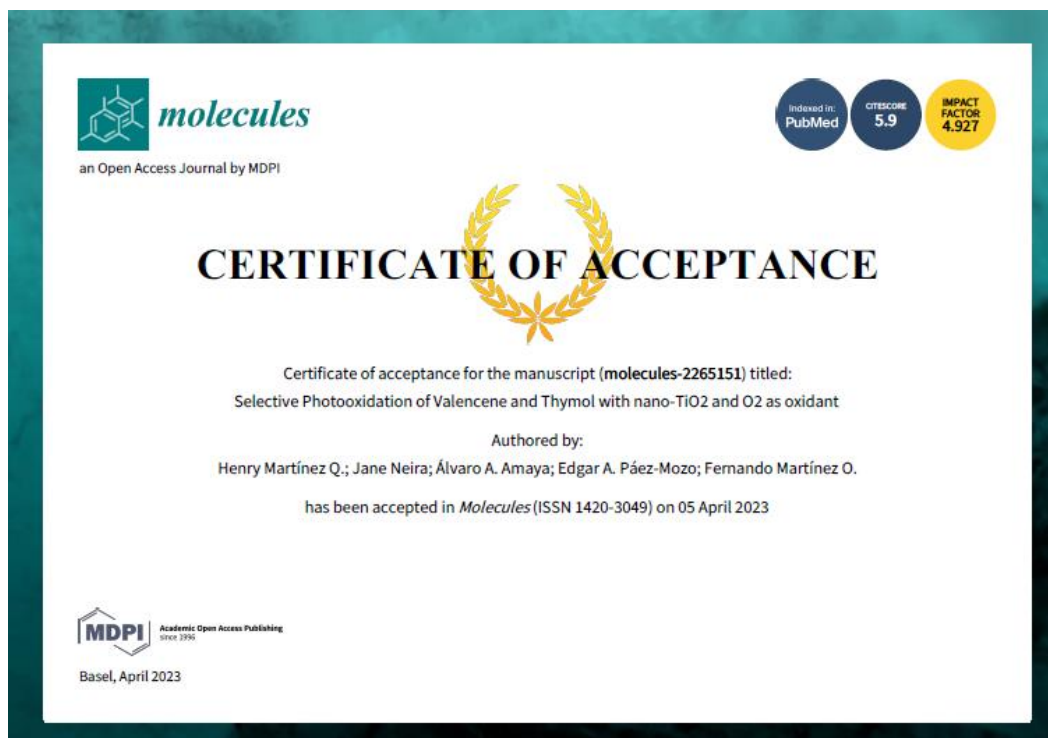 molecules
an Open Access Journal by MDPI
Indexed in:
PubMed
CITESCORE
5.9
IMPACT
FACTOR
4.927
CERTIFICATE OF ACCEPTANCE
Certificate of acceptance for the manuscript (molecules-2265151) titled:
Selective Photooxidation of Valencene and Thymol with nano-TiO2 and O2 as oxidant
Authored by:
Henry Martínez Q.; Jane Neira; Álvaro A. Amaya; Edgar A. Páez-Mozo; Fernando Martínez O.
has been accepted in Molecules (ISSN 1420-3049) on 05 April 2023
MDPI
Academic Open Access Publishing
since 1996
Basel, April 2023